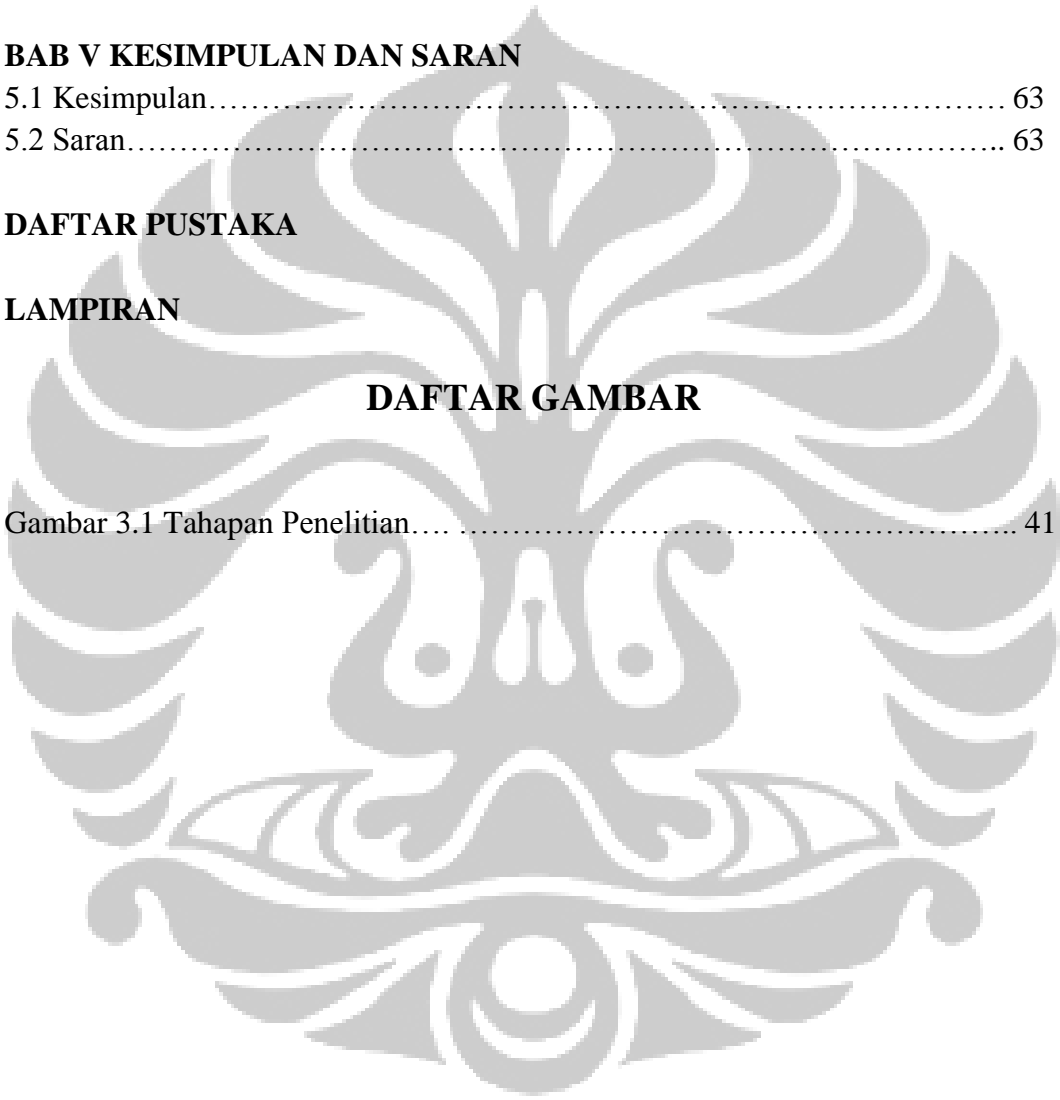 BAB V KESIMPULAN DAN SARAN
5.1 Kesimpulan…………………………………………………………………… 63
5.2 Saran………………………………………………………………………….. 63
DAFTAR PUSTAKA
LAMPIRAN
DAFTAR GAMBAR
Gambar 3.1 Tahapan Penelitian…. ……………………………………………….. 41